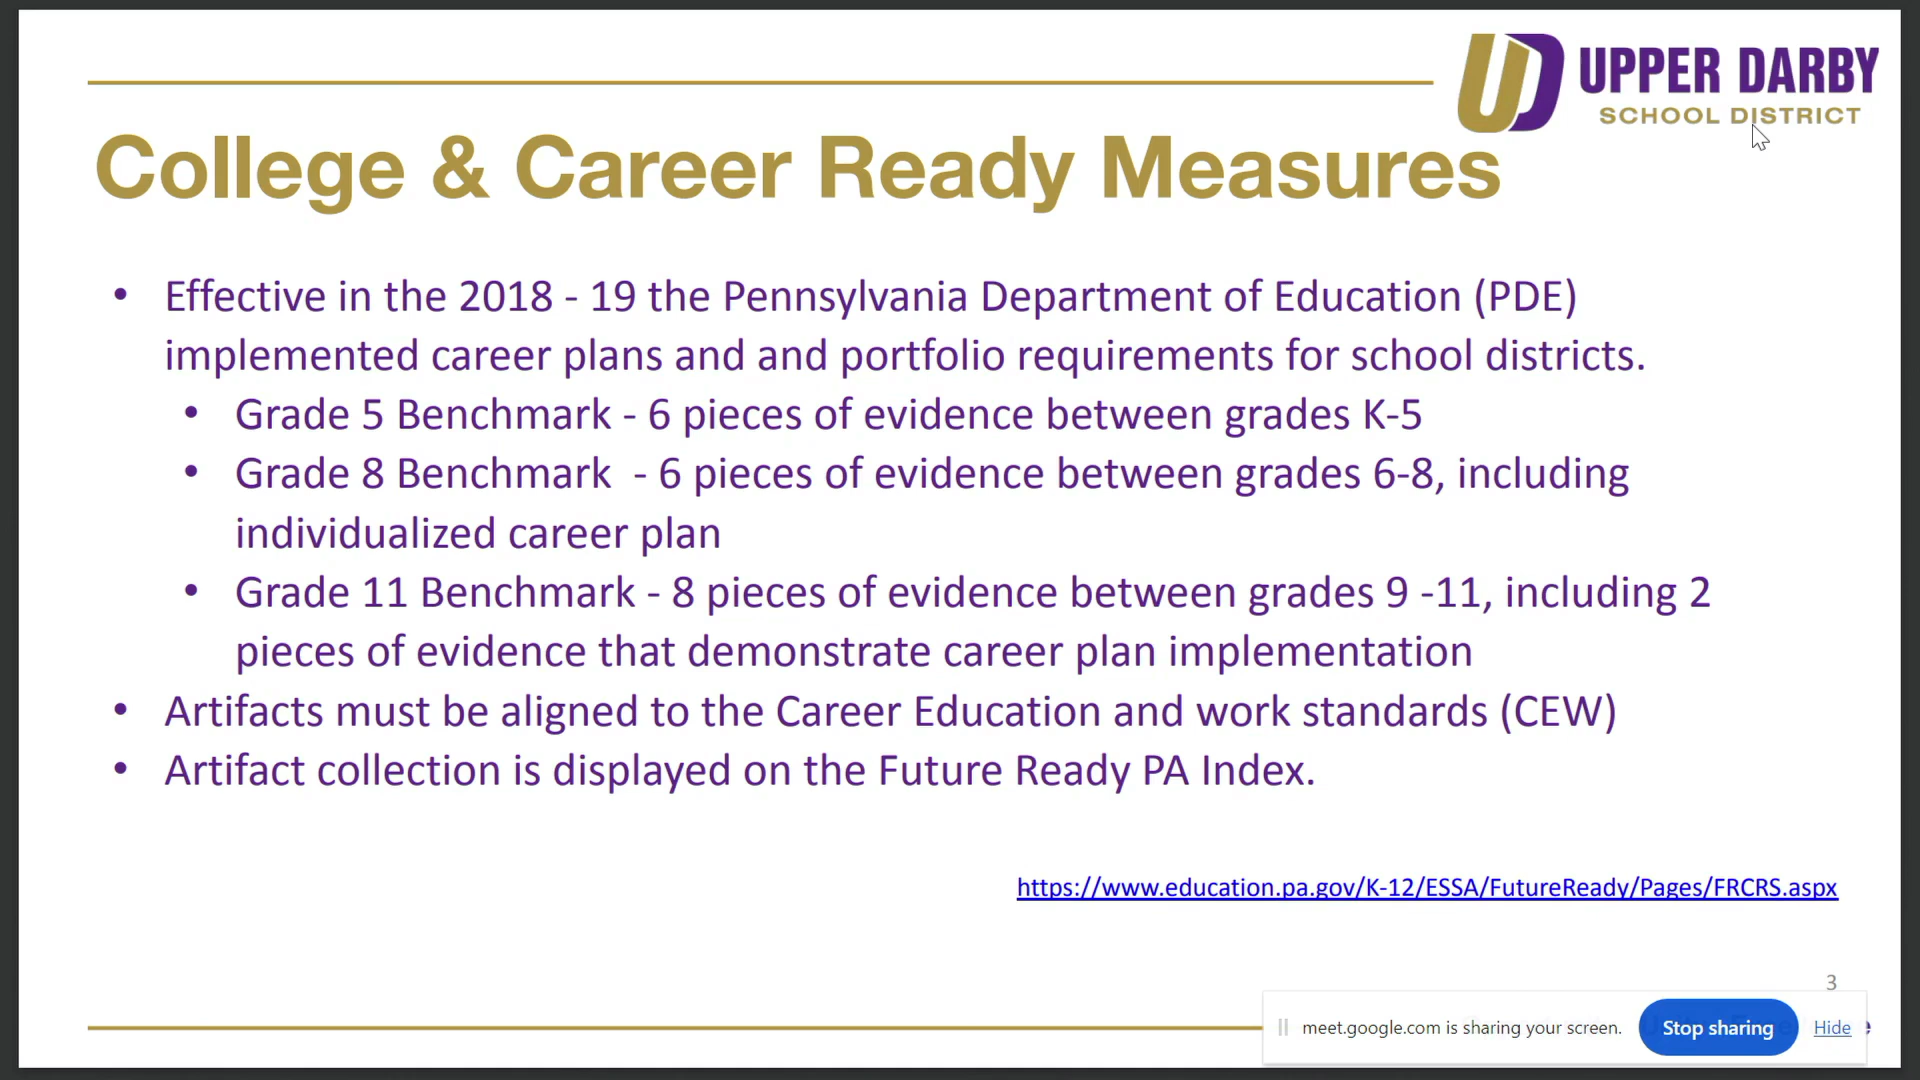 UPPER DARBY
SCHOOL DISTRICT
College & Career Ready Measures
• Effective in the 2018 - 19 the Pennsylvania Department of Education (PDE)
implemented career plans and and portfolio requirements for school districts.
• Grade 5 Benchmark - 6 pieces of evidence between grades K-5
• Grade 8 Benchmark  - 6 pieces of evidence between grades 6-8, including
individualized career plan
• Grade 11 Benchmark - 8 pieces of evidence between grades 9 -11, including 2
pieces of evidence that demonstrate career plan implementation
• Artifacts must be aligned to the Career Education and work standards (CEW)
• Artifact collection is displayed on the Future Ready PA Index.
https://www.education.pa.gov/K-12/ESSA/FutureReady/Pages/FRCRS.aspx
3
meet.google.com is sharing your screen. Stop sharing Hide